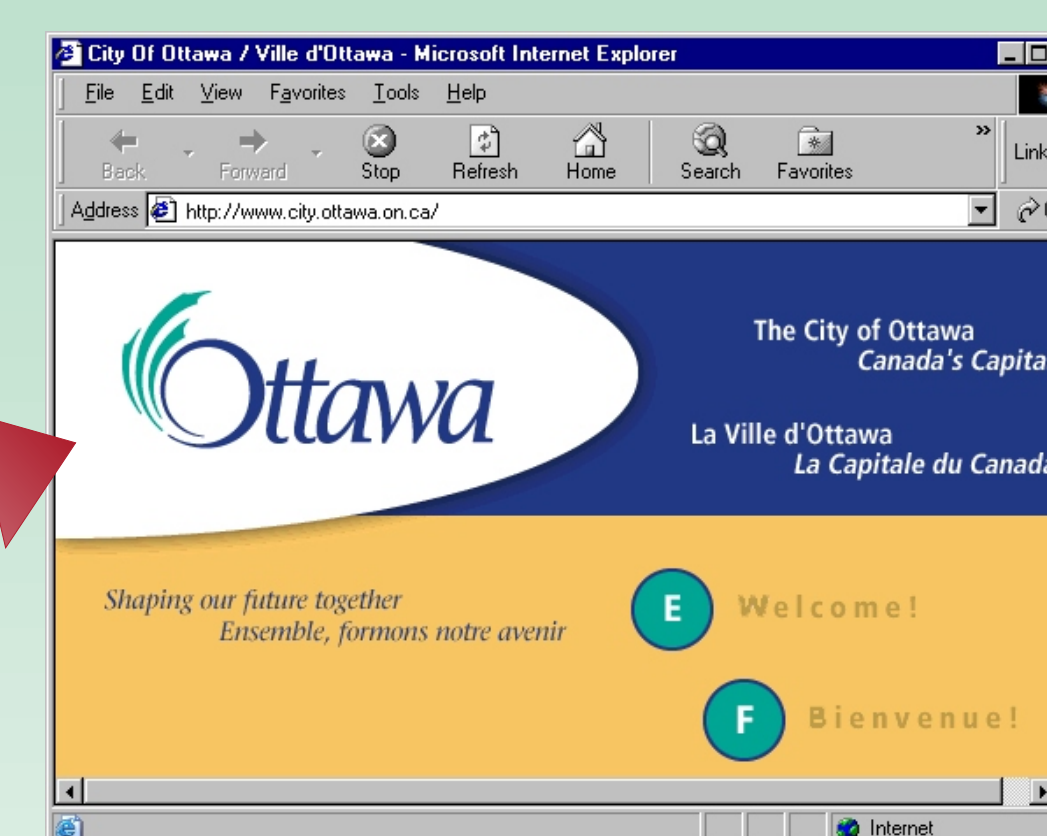 City Of Ottawa / Ville d'Ottawa - Microsoft Internet Explorer
File Edit View Favorites Tools Help
Back Forward Stop Refresh Home Search Favorites » Link
Address http://www.city.ottawa.on.ca/
Ottawa
The City of Ottawa
Canada's Capita
La Ville d'Ottawa
La Capitale du Canada
Shaping our future together
Ensemble, formons notre avenir
E Welcome!
F Bienvenue!
Internet